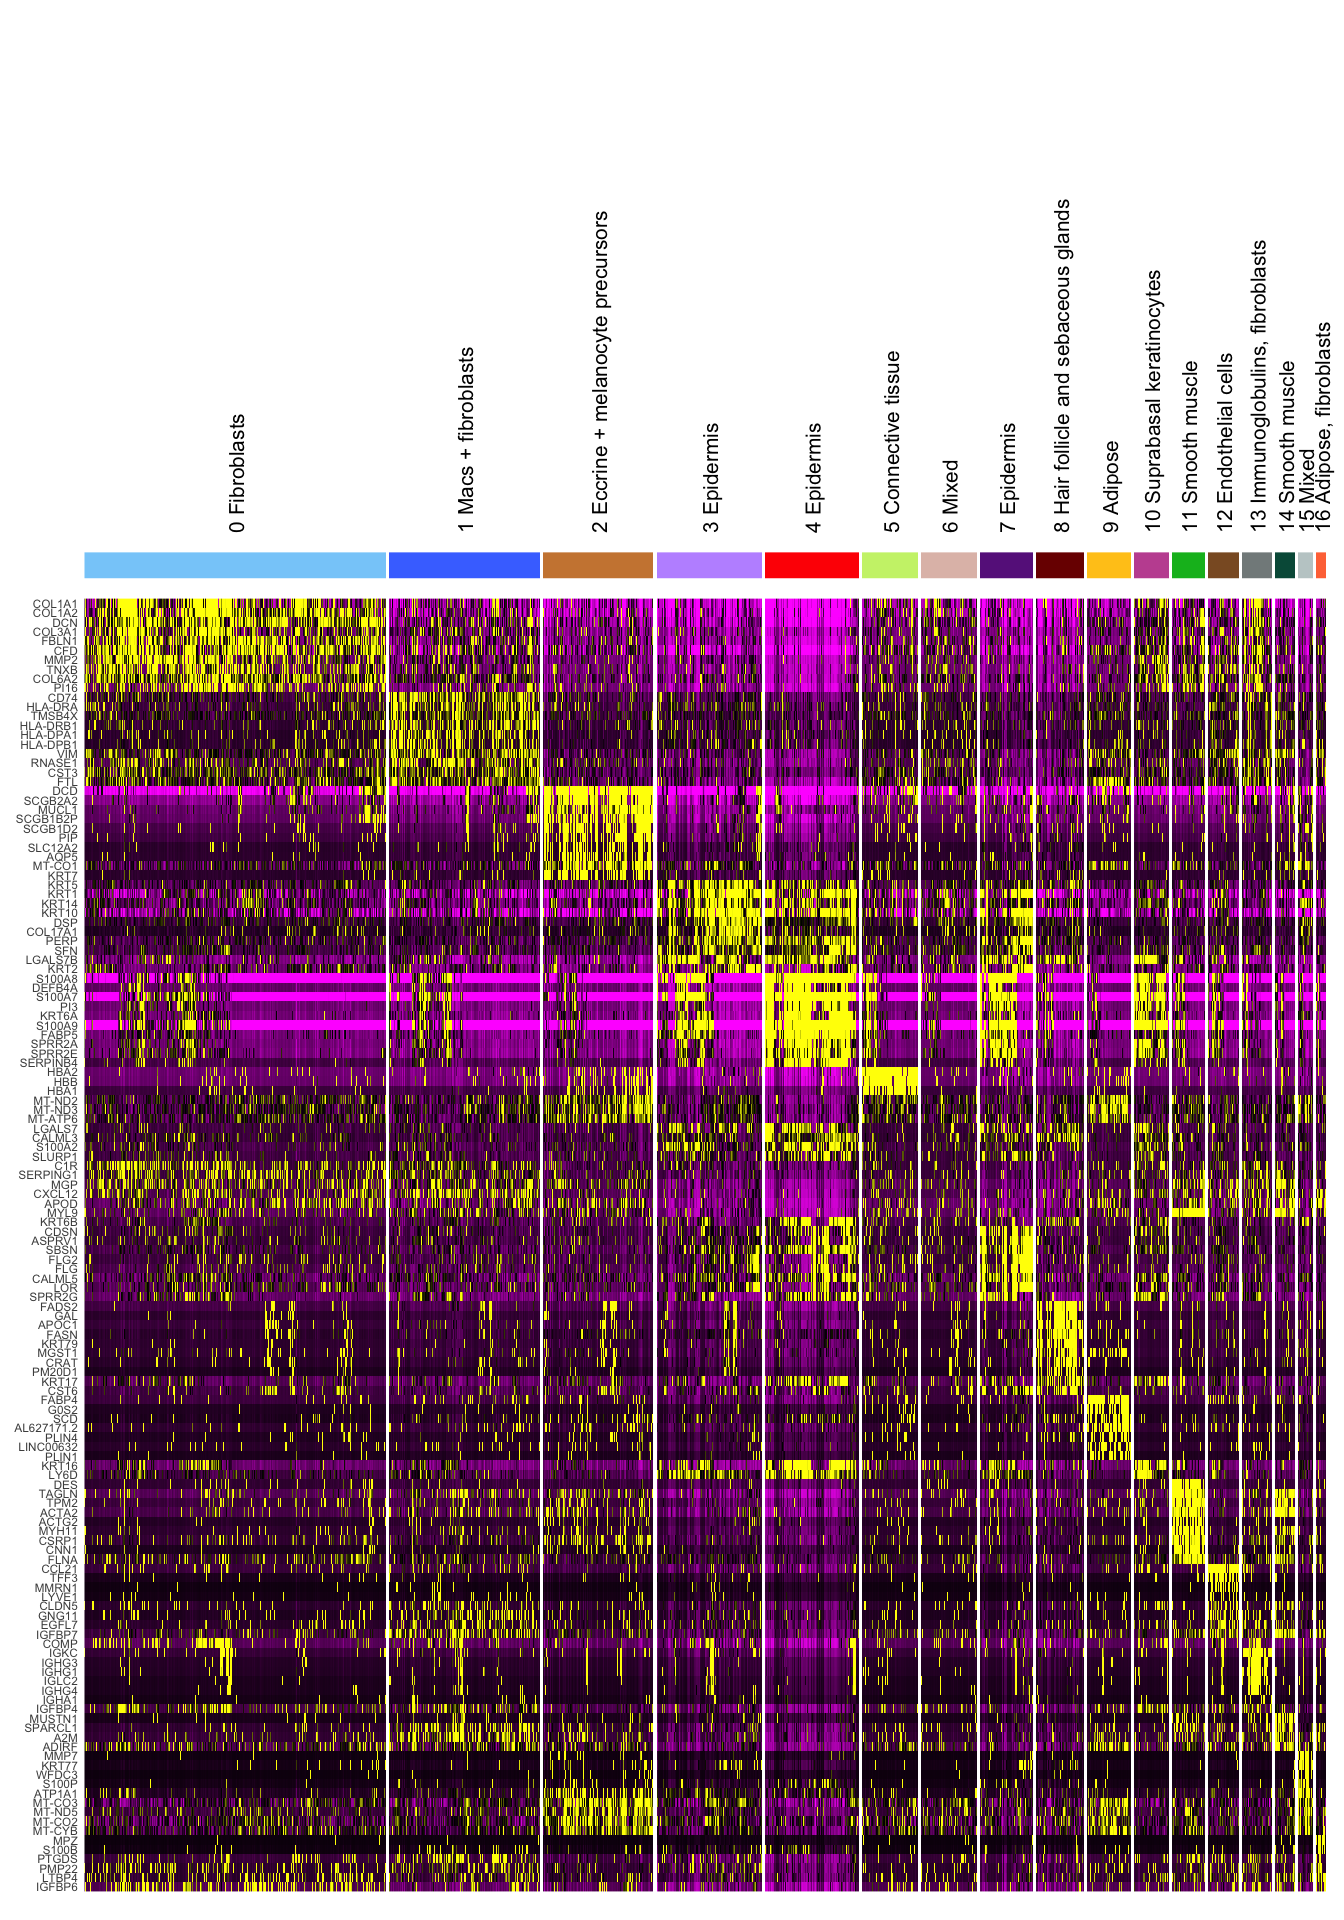 0 Fibroblasts
1 Macs + fibroblasts
2 Eccrine + melanocyte precursors
3 Epidermis
4 Epidermis
5 Connective tissue
6 Mixed
7 Epidermis
8 Hair follicle and sebaceous glands
9 Adipose
10 Suprabasal keratinocytes
11 Smooth muscle
12 Endothelial cells
13 Immunoglobulins, fibroblasts
14 Smooth muscle
15 Mixed
16 Adipose, fibroblasts
COL1A1
COL1A2
DCN
COL3A1
FBLN1
CFD
MMP2
TNXB
COL6A2
PI16
CD74
HLA-DRA
TMSB4X
HLA-DRB1
HLA-DPA1
HLA-DPB1
VIM
RNASE1
CST3
FTL
DCD
SCGB2A2
MUCL1
SCGB1B2P
SCGB1D2
PIP
SLC12A2
AQP5
MT-CO1
KRT7
KRT5
KRT1
KRT14
KRT10
DSP
COL17A1
PERP
SFN
LGALS7B
KRT2
S100A8
DEFB4A
S100A7
PI3
KRT6A
S100A9
FABP5
SPRR2A
SPRR2E
SERPINB4
HBA2
HBB
HBA1
MT-ND2
MT-ND3
MT-ATP6
LGALS7
CALML3
S100A2
SLURP1
C1R
SERPING1
MGP
CXCL12
APOD
MYL9
KRT6B
CDSN
ASPRV1
SBSN
FLG2
FLG
CALML5
LOR
SPRR2G
FADS2
GAL
APOC1
FASN
KRT79
MGST1
CRAT
PM20D1
KRT17
CST6
FABP4
G0S2
SCD
AL627171.2
PLIN4
LINC00632
PLIN1
KRT16
LY6D
DES
TAGLN
TPM2
ACTA2
ACTG2
MYH11
CSRP1
CNN1
FLNA
CCL21
TFF3
MMRN1
LYVE1
CLDN5
GNG11
EGFL7
IGFBP7
COMP
IGKC
IGHG3
IGHG1
IGLC2
IGHG4
IGHA1
IGFBP4
MUSTN1
SPARCL1
A2M
ADIRF
MMP7
KRT77
WFDC3
S100P
ATP1A1
MT-CO3
MT-ND5
MT-CO2
MT-CYB
MPZ
S100B
PTGDS
PMP22
LTBP4
IGFBP6